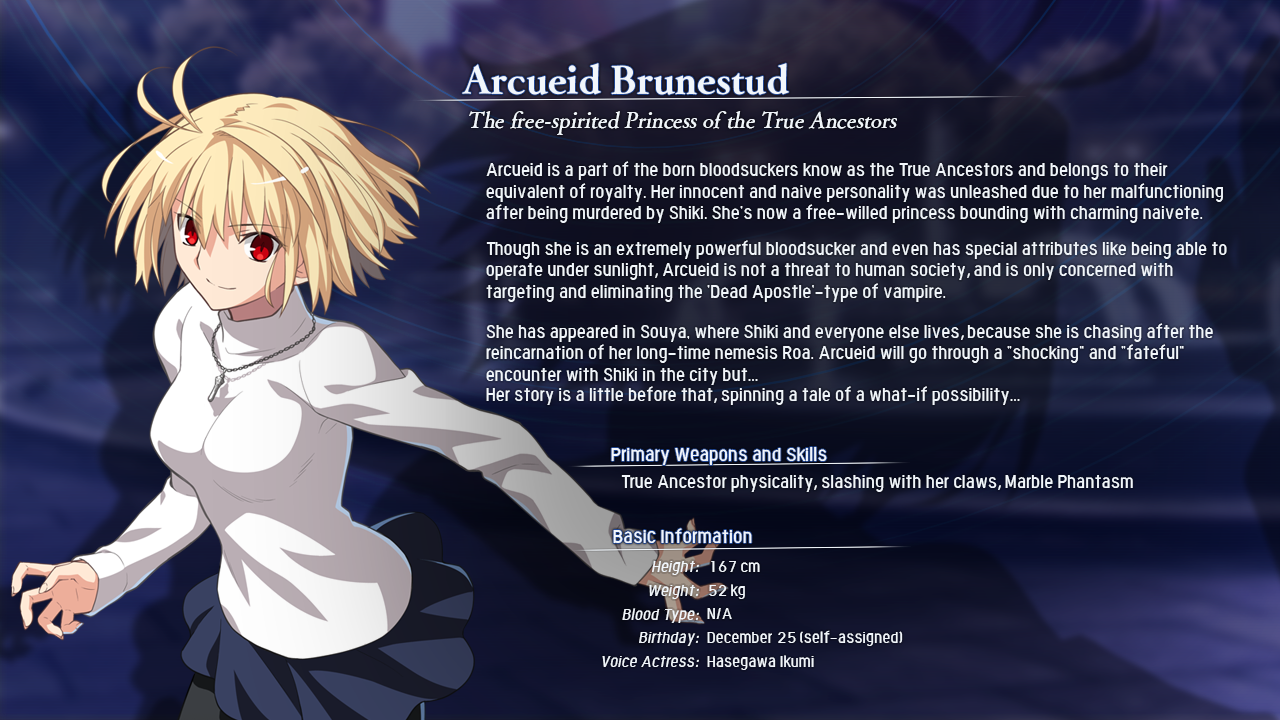 Arcueid Brunestud
The free-spirited Princess of the True Ancestors
Arcueid is a part of the born bloodsuckers know as the True Ancestors and belongs to their
equivalent of royalty. Her innocent and naive personality was unleashed due to her malfunctioning
after being murdered by Shiki. She's now a free-willed princess bounding with charming naivete.
Though she is an extremely powerful bloodsucker and even has special attributes like being able to
operate under sunlight, Arcueid is not a threat to human society, and is only concerned with
targeting and eliminating the 'Dead Apostle'-type of vampire.
She has appeared in Souya, where Shiki and everyone else lives, because she is chasing after the
reincarnation of her long-time nemesis Roa. Arcueid will go through a "shocking" and "fateful"
encounter with Shiki in the city but...
Her story is a little before that, spinning a tale of a what-if possibility...
Primary Weapons and Skills
True Ancestor physicality, slashing with her claws, Marble Phantasm
Basic Information
Height: 167 cm
Weight: 52 kg
Blood Type: N/A
Birthday: December 25 (self-assigned)
Voice Actress: Hasegawa Ikumi